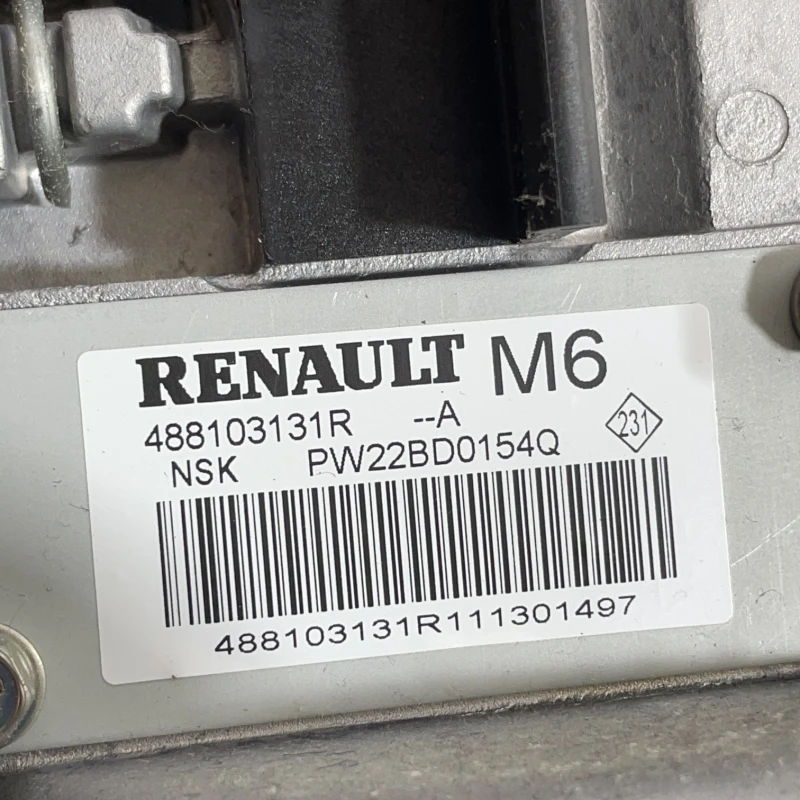 RENAULT M6
488103131R --A
231
NSK PW22BD0154Q
488103131R111301497